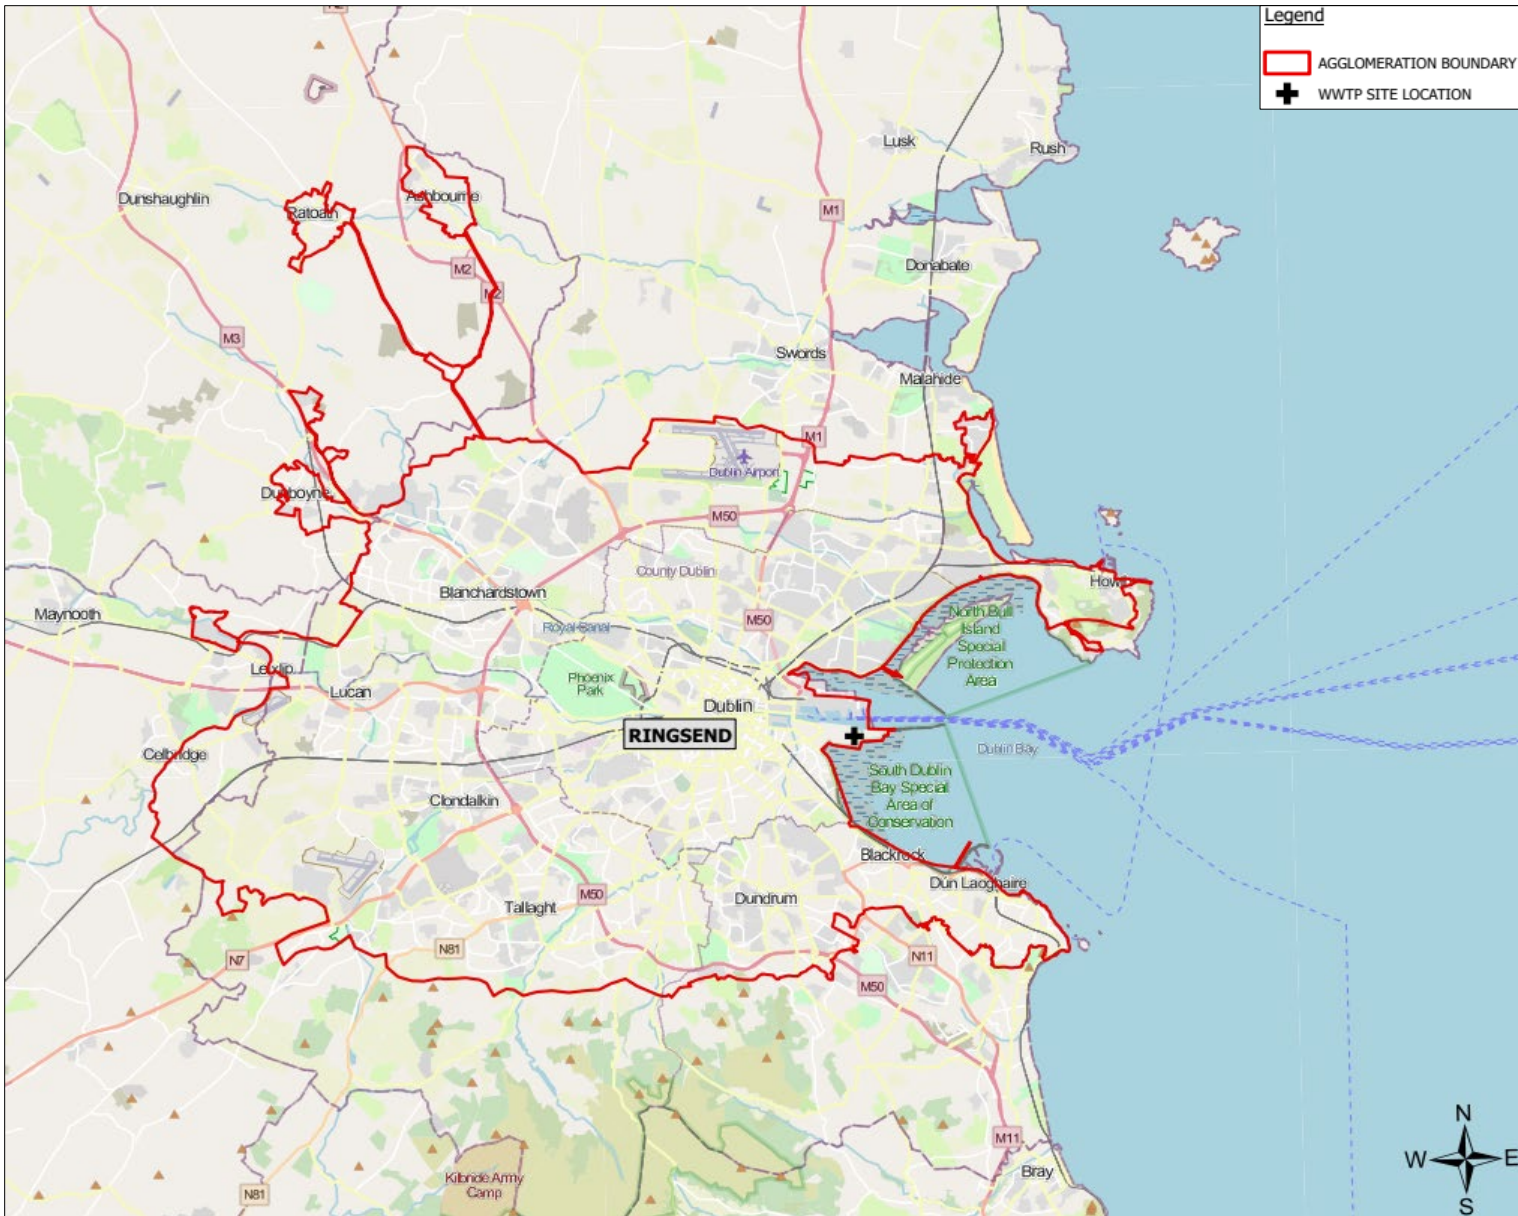 Legend
AGGLOMERATION BOUNDARY
WWTP SITE LOCATION
Lusk
Rush
Dunshaughlin
Ashbourne
Ratoath
M1
Donabate
M2
M2
M3
Swords
Malahide
M1
Dublin Airport
Dunboyne
M50
County Dublin
Blanchardstown
Howth
Maynooth
Royal Canal
M50
North Bull
Island
Special
Protection
Area
Leixlip
Lucan
Phoenix
Park
Dublin
RINGSEND
Dublin Bay
Celbridge
South Dublin
Bay Special
Area of
Conservation
Clondalkin
Blackrock
Dún Laoghaire
Dundrum
M50
Tallaght
N81
N7
N11
M50
M11
Bray
Kilbride Army
Camp
N81
N
W
E
S